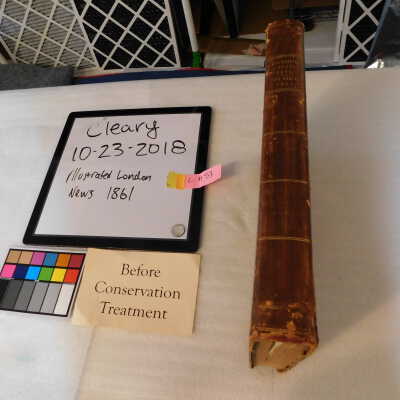 Cleary
10-23-2018
Illustrated London
News 1861
Before
Conservation
Treatment